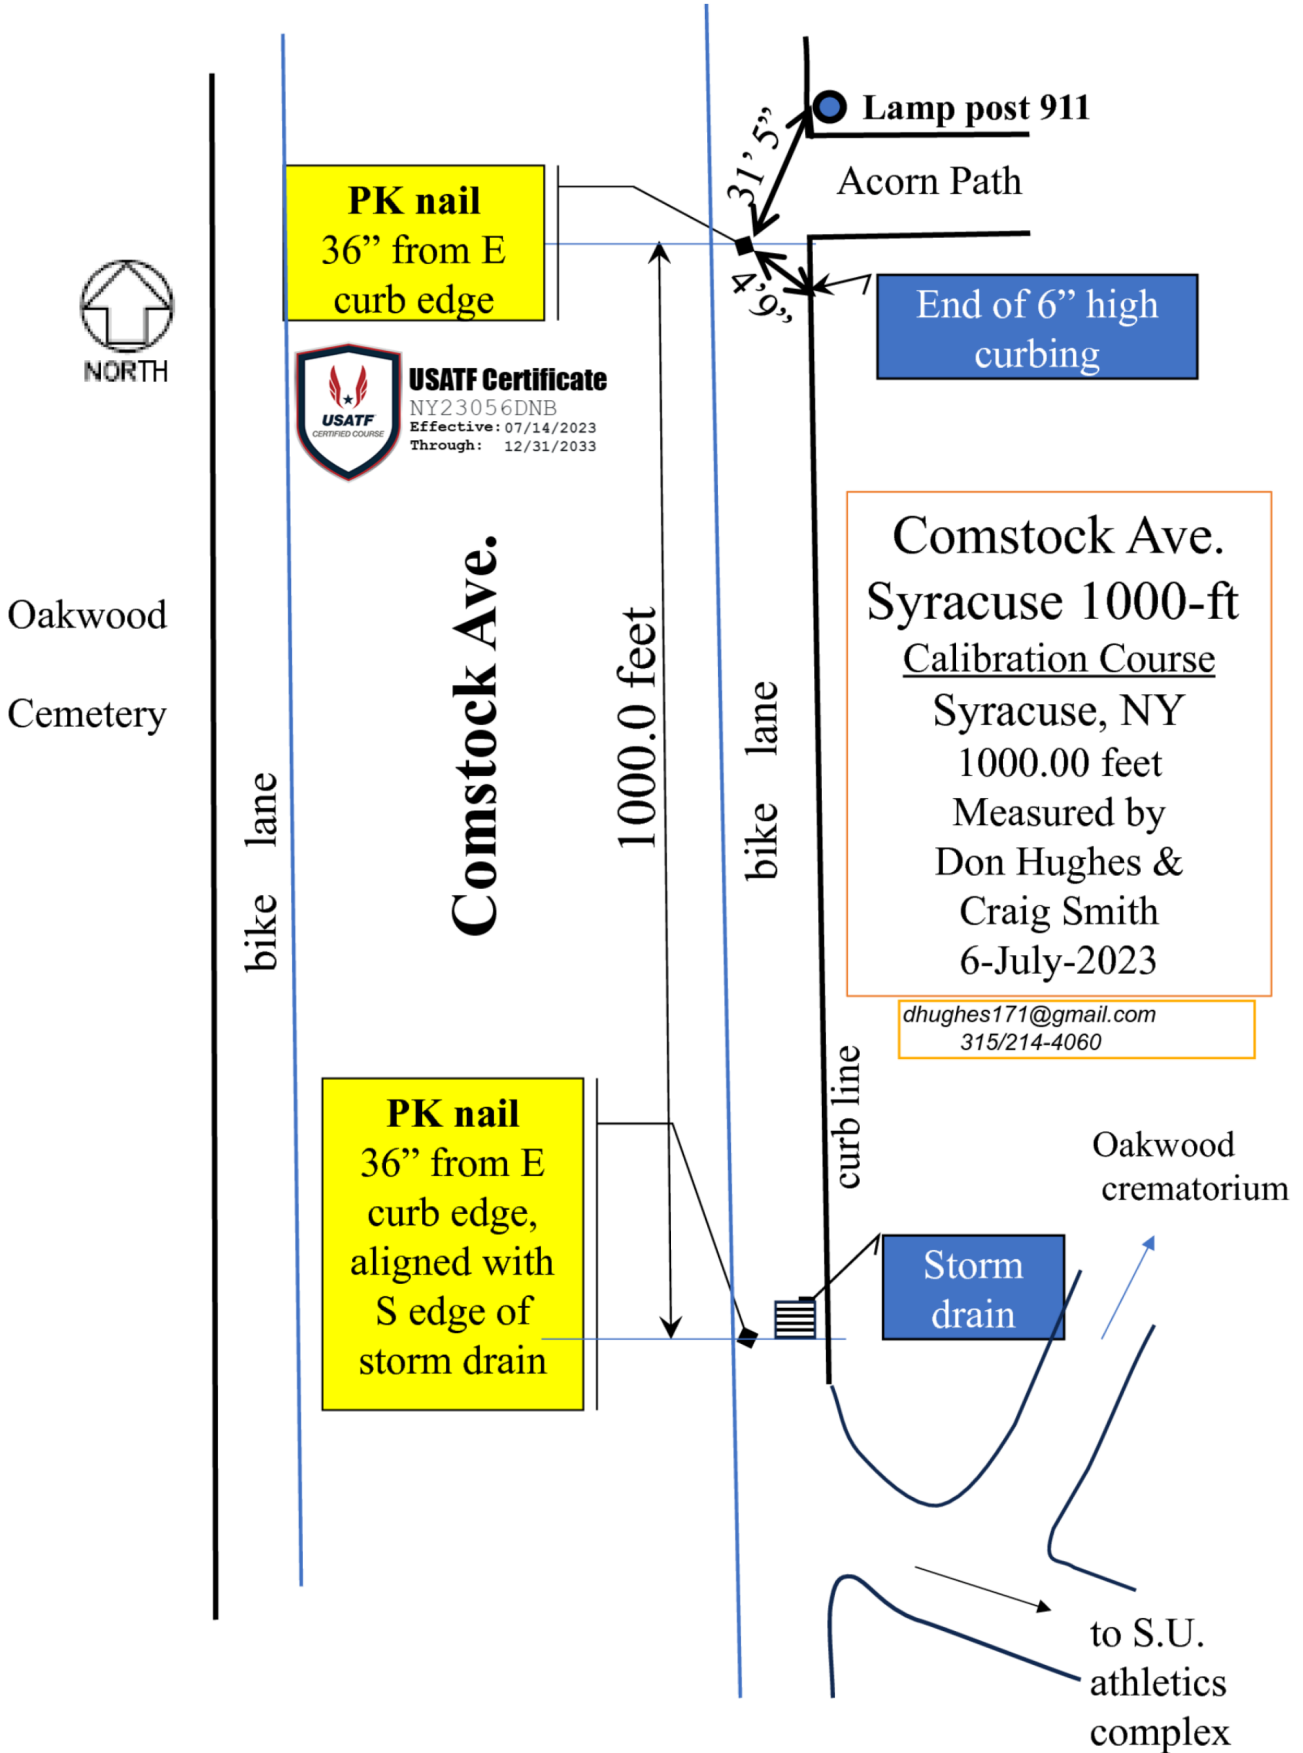 Lamp post 911
31’ 5”
Acorn Path
PK nail
36” from E
curb edge
4’9”
End of 6” high
curbing
NORTH
USATF
CERTIFIED COURSE
USATF Certificate
NY23056DNB
Effective: 07/14/2023
Through: 12/31/2033
Oakwood
Cemetery
Comstock Ave.
1000.0 feet
bike lane
bike lane
Comstock Ave.
Syracuse 1000-ft
Calibration Course
Syracuse, NY
1000.00 feet
Measured by
Don Hughes &
Craig Smith
6-July-2023
dhughes171@gmail.com
315/214-4060
curb line
PK nail
36” from E
curb edge,
aligned with
S edge of
storm drain
Storm
drain
Oakwood
crematorium
to S.U.
athletics
complex